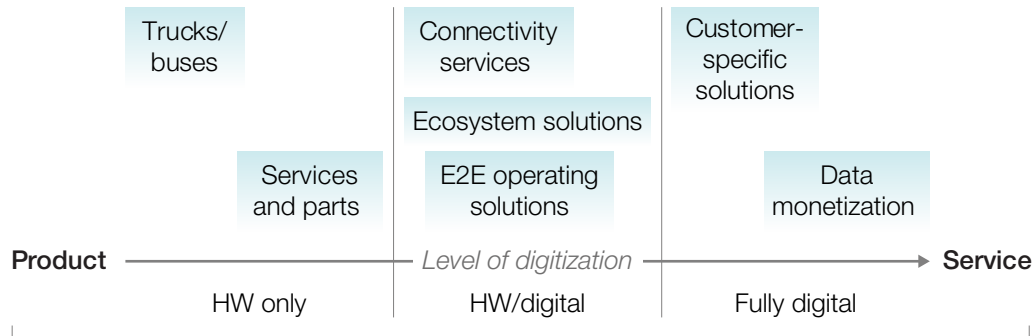 Trucks/
buses
Connectivity
services
Customer-
specific
solutions
Ecosystem solutions
Services
and parts
E2E operating
solutions
Data
monetization
Product
Level of digitization
Service
HW only
HW/digital
Fully digital